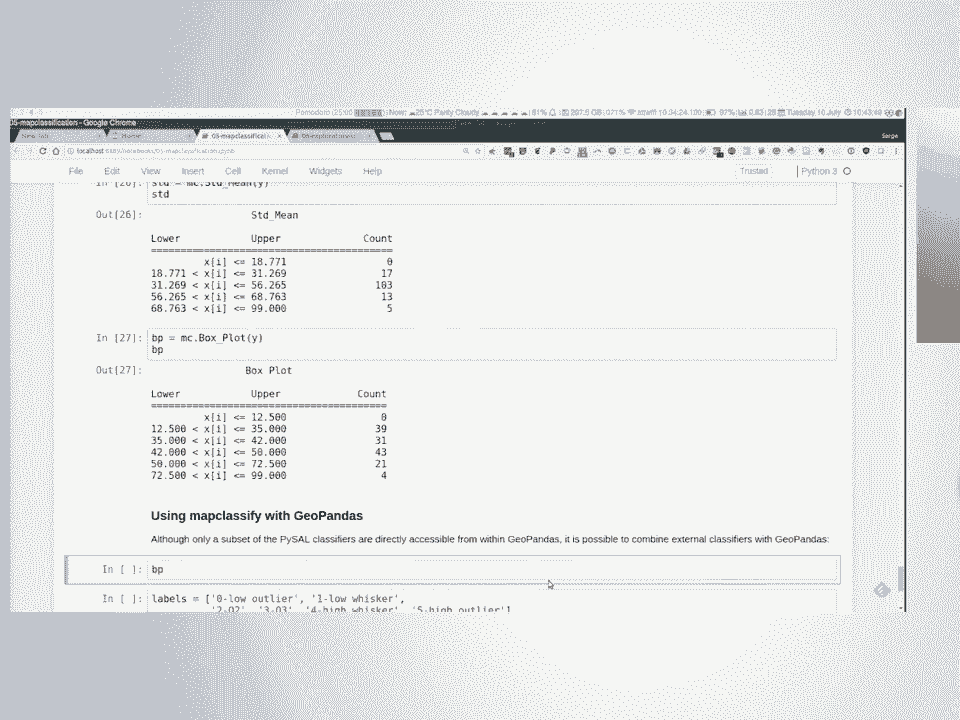 05-mapclassification - Google Chrome
Tuesday 10 July
Serge
File Edit View Insert Cell Kernel Widgets Help Trusted Python 3
std = mc.Std_Mean(y)
std
Out[26]: Std_Mean
Lower Upper Count
x[i] <= 18.771 0
18.771 < x[i] <= 31.269 17
31.269 < x[i] <= 56.265 103
56.265 < x[i] <= 68.763 13
68.763 < x[i] <= 99.000 5
In [27]: bp = mc.Box_Plot(y)
bp
Out[27]: Box Plot
Lower Upper Count
x[i] <= 12.500 0
12.500 < x[i] <= 35.000 39
35.000 < x[i] <= 42.000 31
42.000 < x[i] <= 50.000 43
50.000 < x[i] <= 72.500 21
72.500 < x[i] <= 99.000 4
Using mapclassify with GeoPandas
Although only a subset of the PySAL classifiers are directly accessible from within GeoPandas, it is possible to combine external classifiers with GeoPandas:
In [ ]: bp
In [ ]: labels = ['0-low outlier', '1-low whisker',
'2-Q2', '3-Q3', '4-high whisker', '5-high outlier']